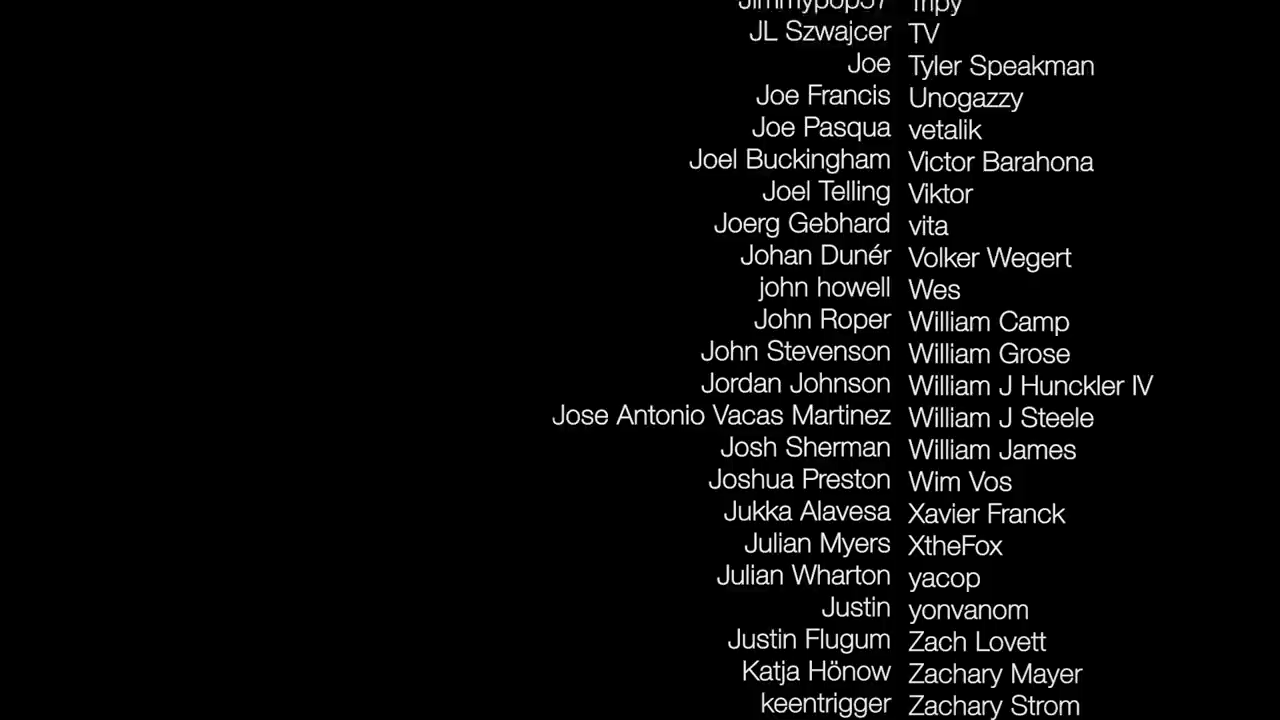 Jimmypop57
JL Szwajcer
Joe
Joe Francis
Joe Pasqua
Joel Buckingham
Joel Telling
Joerg Gebhard
Johan Dunér
john howell
John Roper
John Stevenson
Jordan Johnson
Jose Antonio Vacas Martinez
Josh Sherman
Joshua Preston
Jukka Alavesa
Julian Myers
Julian Wharton
Justin
Justin Flugum
Katja Hönow
keentrigger
TV
Tyler Speakman
Unogazzy
vetalik
Victor Barahona
Viktor
vita
Volker Wegert
Wes
William Camp
William Grose
William J Hunckler IV
William J Steele
William James
Wim Vos
Xavier Franck
XtheFox
yacop
yonvanom
Zach Lovett
Zachary Mayer
Zachary Strom